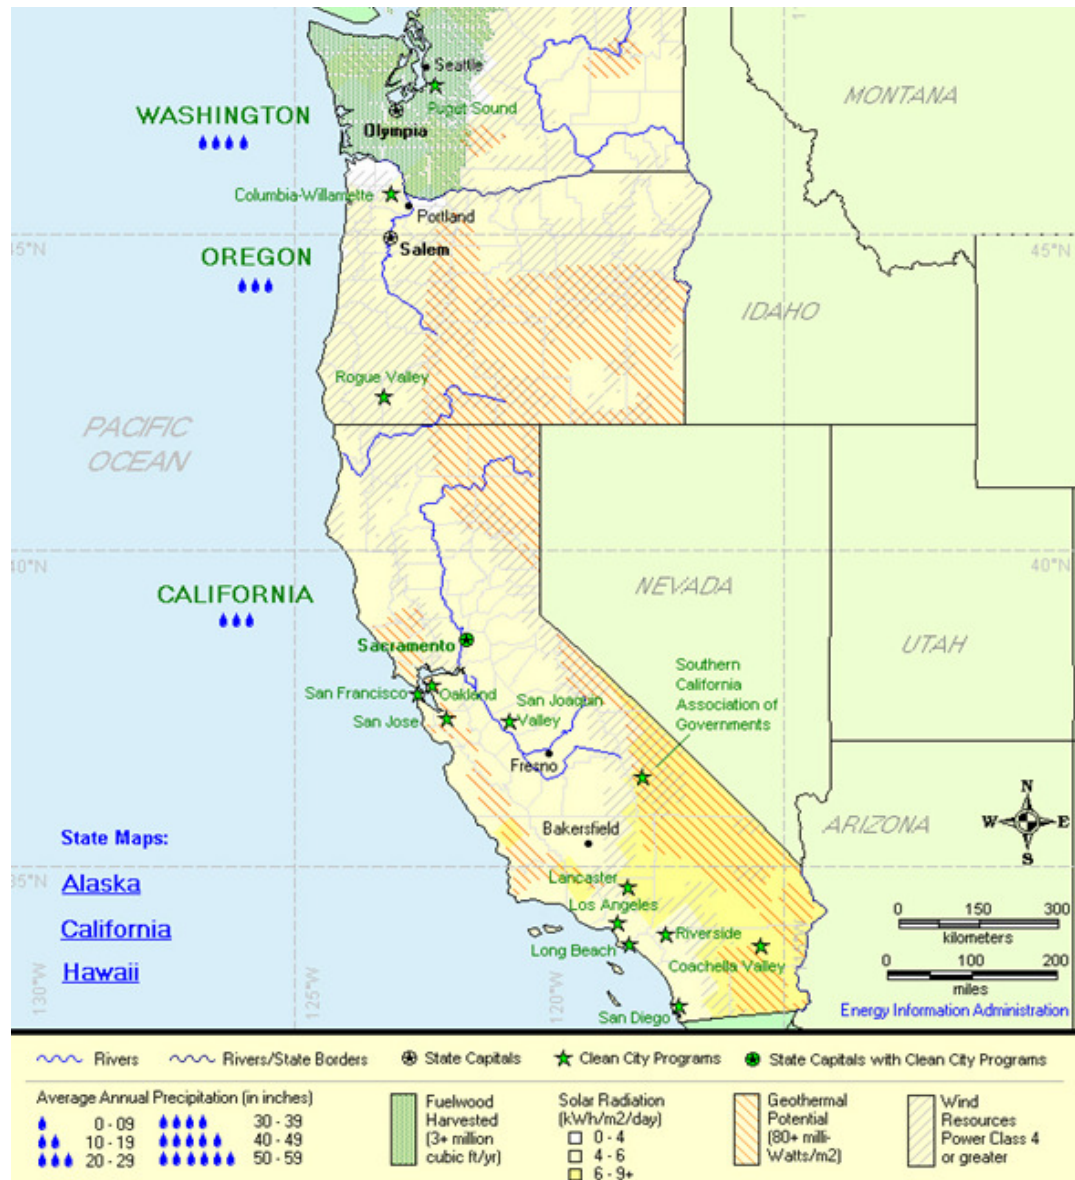 Seattle
Puget Sound
WASHINGTON
Olympia
MONTANA
Columbia-Willamette
Portland
Salem
OREGON
45°N
IDAHO
Rogue Valley
PACIFIC
OCEAN
40°N
40°N
NEVADA
CALIFORNIA
UTAH
Sacramento
San Francisco
Oakland
San Jose
San Joaquin
Valley
Southern
California
Association of
Governments
Fresno
Bakersfield
ARIZONA
N
W
E
S
State Maps:
Alaska
California
Hawaii
Lancaster
Los Angeles
Riverside
Long Beach
Coachella Valley
San Diego
130°W
125°W
120°W
0 150 300
kilometers
0 100 200
miles
Energy Information Administration
Rivers
Rivers/State Borders
State Capitals
Clean City Programs
State Capitals with Clean City Programs
Average Annual Precipitation (in inches)
0 - 09
10 - 19
20 - 29
30 - 39
40 - 49
50 - 59
Fuelwood
Harvested
(3+ million
cubic ft/yr)
Solar Radiation
(kWh/m2/day)
0 - 4
4 - 6
6 - 9+
Geothermal
Potential
(80+ milli-
Watts/m2)
Wind
Resources
Power Class 4
or greater